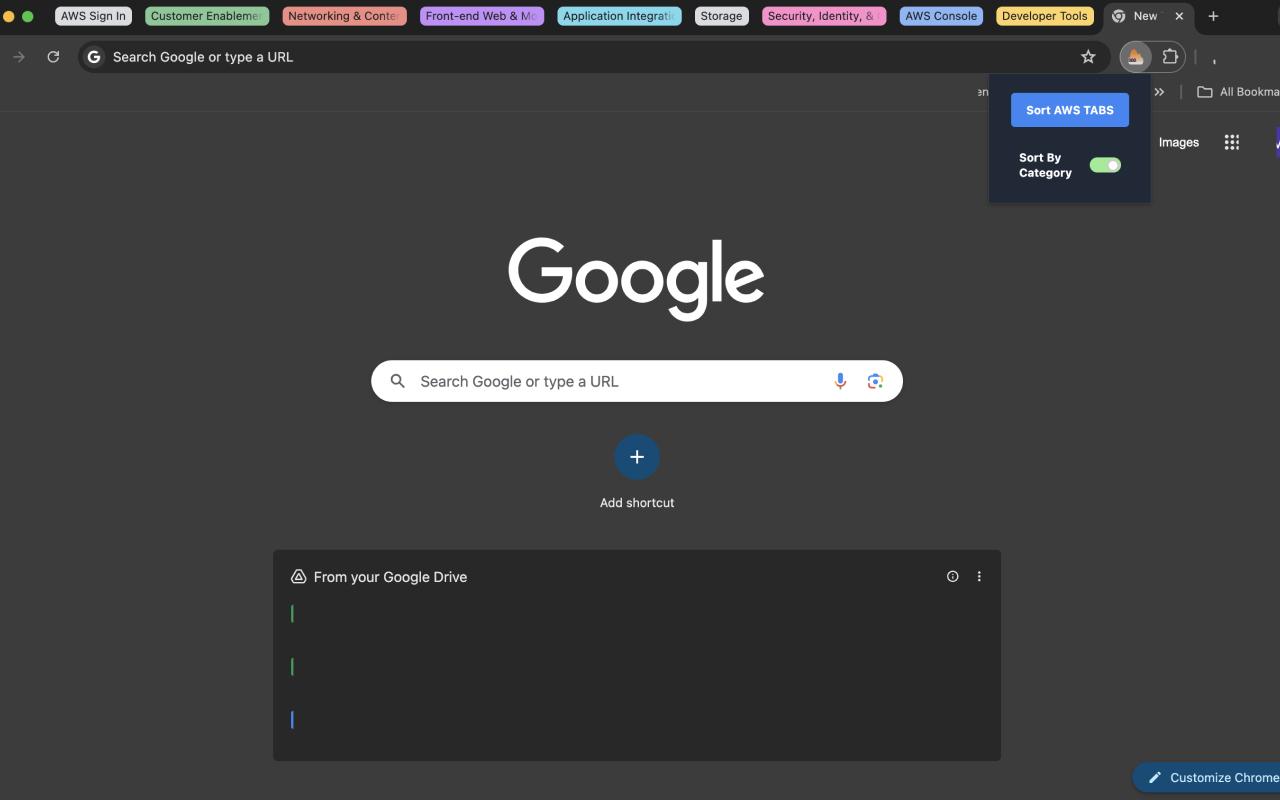 AWS Sign In
Customer Enablemen
Networking & Conte
Front-end Web & Mo
Application Integrati
Storage
Security, Identity, &
AWS Console
Developer Tools
New
Search Google or type a URL
All Bookma
Sort AWS TABS
Images
Sort By
Category
Google
Search Google or type a URL
Add shortcut
From your Google Drive
Customize Chrome